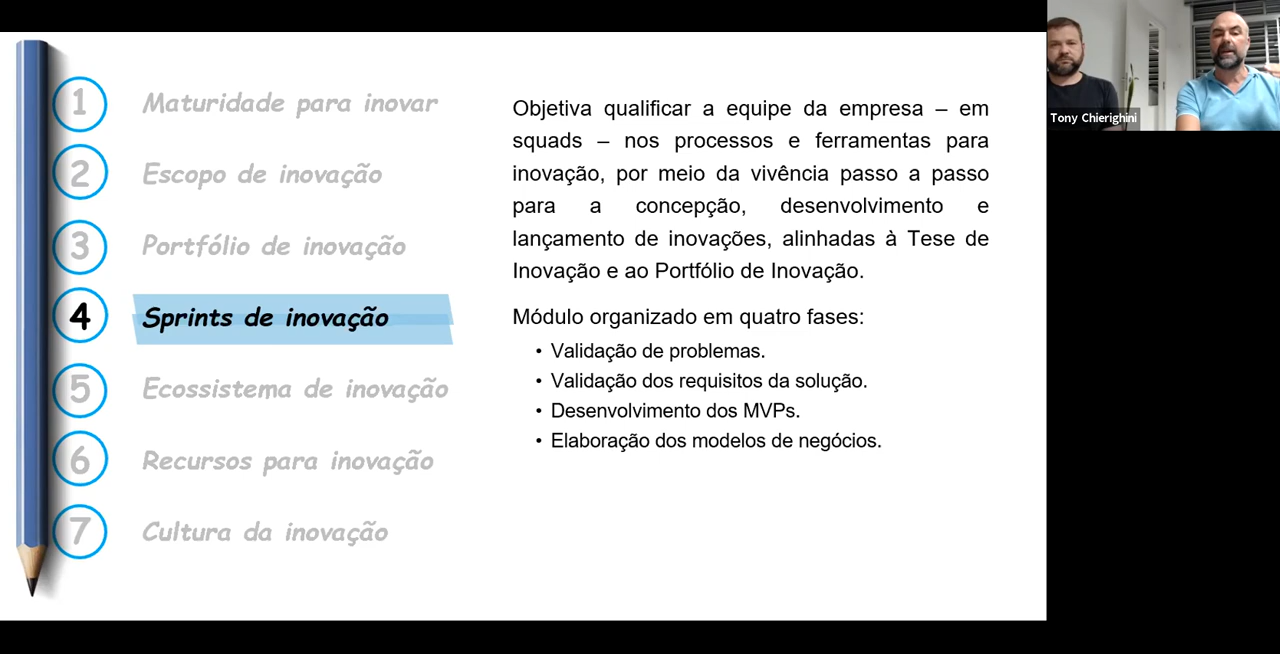 1 Maturidade para inovar
2 Escopo de inovação
3 Portfólio de inovação
4 Sprints de inovação
5 Ecossistema de inovação
6 Recursos para inovação
7 Cultura da inovação
Objetiva qualificar a equipe da empresa – em
squads – nos processos e ferramentas para
inovação, por meio da vivência passo a passo
para a concepção, desenvolvimento e
lançamento de inovações, alinhadas à Tese de
Inovação e ao Portfólio de Inovação.
Módulo organizado em quatro fases:
• Validação de problemas.
• Validação dos requisitos da solução.
• Desenvolvimento dos MVPs.
• Elaboração dos modelos de negócios.
Tony Chierighini